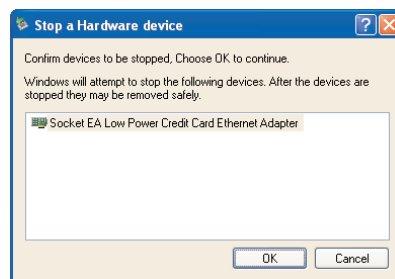 Stop a Hardware device
Confirm devices to be stopped, Choose OK to continue.
Windows will attempt to stop the following devices. After the devices are
stopped they may be removed safely.
Socket EA Low Power Credit Card Ethernet Adapter
OK Cancel